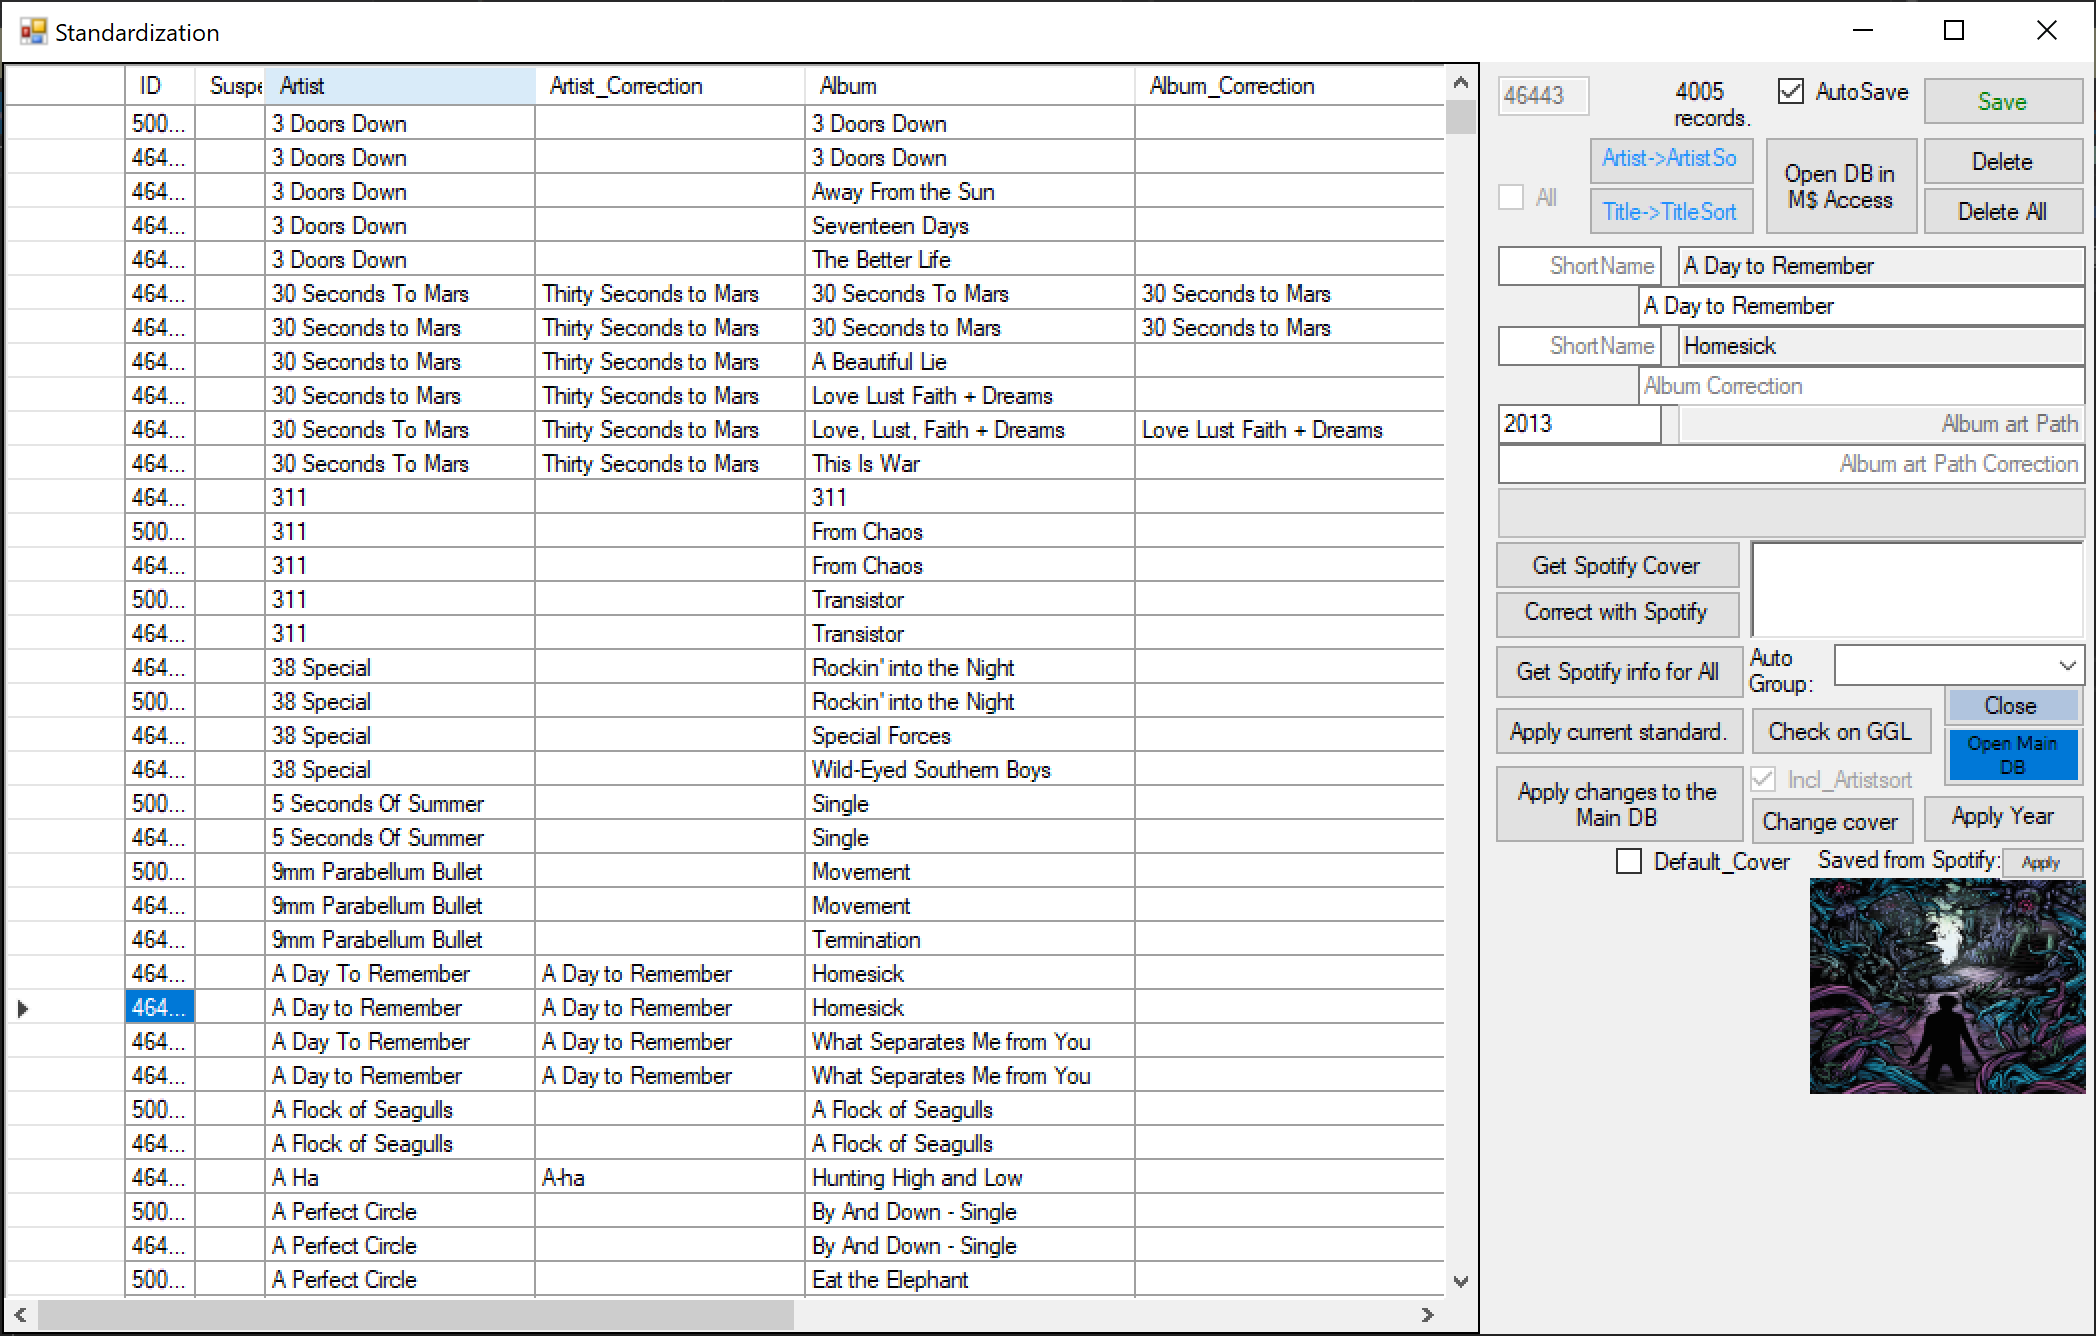 Standardization
ID Suspe Artist Artist_Correction Album Album_Correction
500... 3 Doors Down 3 Doors Down
464... 3 Doors Down 3 Doors Down
464... 3 Doors Down Away From the Sun
464... 3 Doors Down Seventeen Days
464... 3 Doors Down The Better Life
464... 30 Seconds To Mars Thirty Seconds to Mars 30 Seconds To Mars 30 Seconds to Mars
464... 30 Seconds to Mars Thirty Seconds to Mars 30 Seconds to Mars 30 Seconds to Mars
464... 30 Seconds to Mars Thirty Seconds to Mars A Beautiful Lie
464... 30 Seconds to Mars Thirty Seconds to Mars Love Lust Faith + Dreams
464... 30 Seconds To Mars Thirty Seconds to Mars Love, Lust, Faith + Dreams Love Lust Faith + Dreams
464... 30 Seconds To Mars Thirty Seconds to Mars This Is War
464... 311 311
500... 311 From Chaos
464... 311 From Chaos
500... 311 Transistor
464... 311 Transistor
464... 38 Special Rockin' into the Night
500... 38 Special Rockin' into the Night
464... 38 Special Special Forces
464... 38 Special Wild-Eyed Southern Boys
500... 5 Seconds Of Summer Single
464... 5 Seconds Of Summer Single
500... 9mm Parabellum Bullet Movement
464... 9mm Parabellum Bullet Movement
464... 9mm Parabellum Bullet Termination
464... A Day To Remember A Day to Remember Homesick
464... A Day to Remember A Day to Remember Homesick
464... A Day To Remember A Day to Remember What Separates Me from You
464... A Day to Remember A Day to Remember What Separates Me from You
500... A Flock of Seagulls A Flock of Seagulls
464... A Flock of Seagulls A Flock of Seagulls
464... A Ha A-ha Hunting High and Low
500... A Perfect Circle By And Down - Single
464... A Perfect Circle By And Down - Single
500... A Perfect Circle Eat the Elephant
46443
4005
records.
AutoSave
Save
All
Artist->ArtistSo
Title->TitleSort
Open DB in
M$ Access
Delete
Delete All
ShortName A Day to Remember
A Day to Remember
ShortName Homesick
Album Correction
2013 Album art Path
Album art Path Correction
Get Spotify Cover
Correct with Spotify
Get Spotify info for All
Auto
Group:
Close
Apply current standard.
Check on GGL
Open Main
DB
Apply changes to the
Main DB
Incl_Artistsort
Change cover
Apply Year
Default_Cover
Saved from Spotify:
Apply